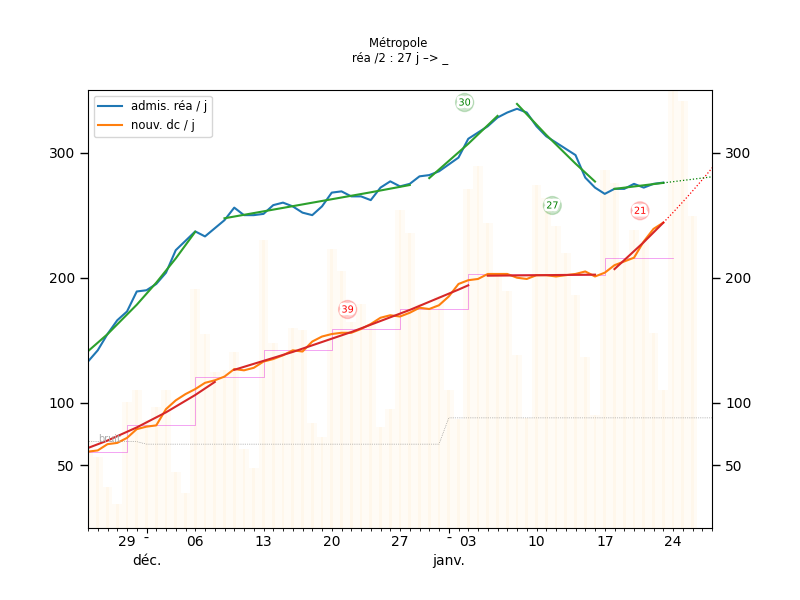 Métropole
réa /2 : 27 j –> _
admis. réa / j
nouv. dc / j
300
200
100
50
300
200
100
50
30
27
21
39
bruit
29 - 06 13 20 27 - 03 10 17 24
déc. janv.